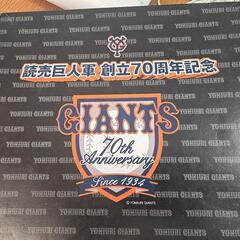 読売巨人軍 創立70周年記念
GIANTS
70th
Anniversary
Since 1934
© YOMIURI GIANTS
YOMIURI GIANTS